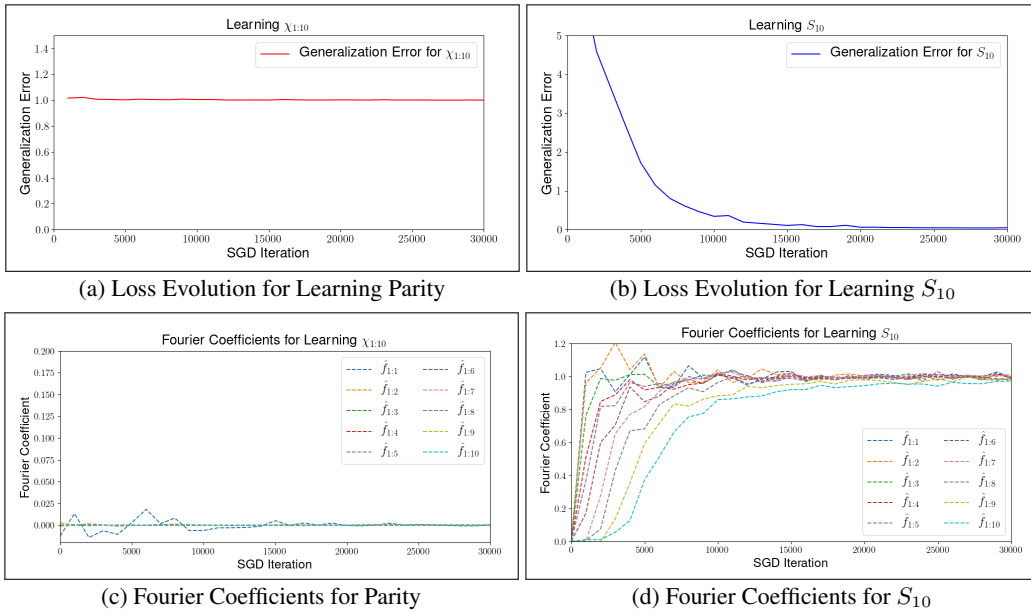 Learning χ1:10
Generalization Error
1.4
1.2
1.0
0.8
0.6
0.4
0.2
0.0
Generalization Error for χ1:10
0 5000 10000 15000 20000 25000 30000
SGD Iteration
(a) Loss Evolution for Learning Parity
Learning S10
Generalization Error
5
4
3
2
1
0
Generalization Error for S10
0 5000 10000 15000 20000 25000 30000
SGD Iteration
(b) Loss Evolution for Learning S10
Fourier Coefficients for Learning χ1:10
Fourier Coefficient
0.200
0.175
0.150
0.125
0.100
0.075
0.050
0.025
0.000
f̂1:1 f̂1:6
f̂1:2 f̂1:7
f̂1:3 f̂1:8
f̂1:4 f̂1:9
f̂1:5 f̂1:10
0 5000 10000 15000 20000 25000 30000
SGD Iteration
(c) Fourier Coefficients for Parity
Fourier Coefficients for Learning S10
Fourier Coefficient
1.2
1.0
0.8
0.6
0.4
0.2
0.0
f̂1:1 f̂1:6
f̂1:2 f̂1:7
f̂1:3 f̂1:8
f̂1:4 f̂1:9
f̂1:5 f̂1:10
0 5000 10000 15000 20000 25000 30000
SGD Iteration
(d) Fourier Coefficients for S10